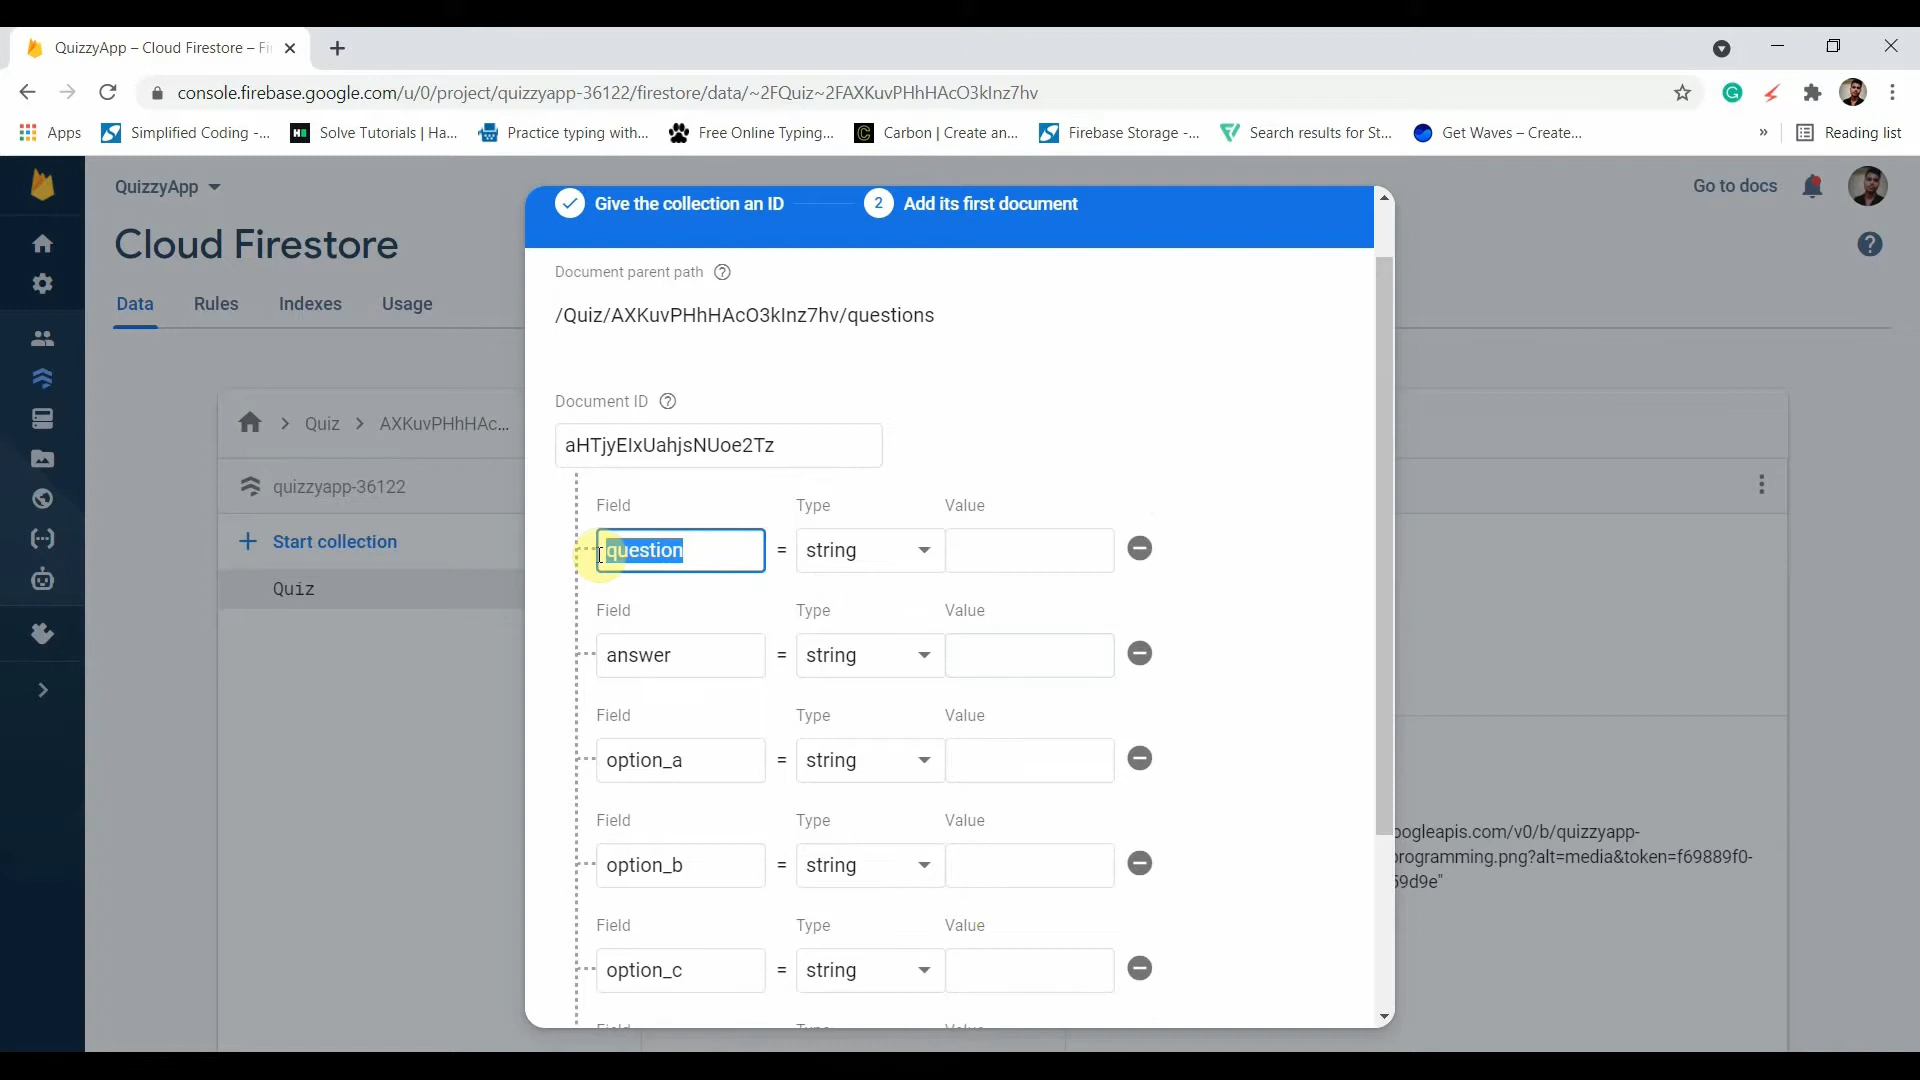 QuizzyApp – Cloud Firestore – Fi
console.firebase.google.com/u/0/project/quizzyapp-36122/firestore/data/~2FQuiz~2FAXKuvPHhHAcO3kInz7hv
Apps Simplified Coding -... Solve Tutorials | Ha... Practice typing with... Free Online Typing... Carbon | Create an... Firebase Storage -... Search results for St... Get Waves – Create... » Reading list
QuizzyApp
Go to docs
Cloud Firestore
Data Rules Indexes Usage
Give the collection an ID
2 Add its first document
Document parent path
/Quiz/AXKuvPHhHAcO3kInz7hv/questions
Quiz AXKuvPHhHAc...
quizzyapp-36122
Start collection
Quiz
Document ID
aHTjyEIxUahjsNUoe2Tz
Field Type Value
question = string
Field Type Value
answer = string
Field Type Value
option_a = string
Field Type Value
option_b = string
Field Type Value
option_c = string
oogleapis.com/v0/b/quizzyapp-
programming.png?alt=media&token=f69889f0-
59d9e"